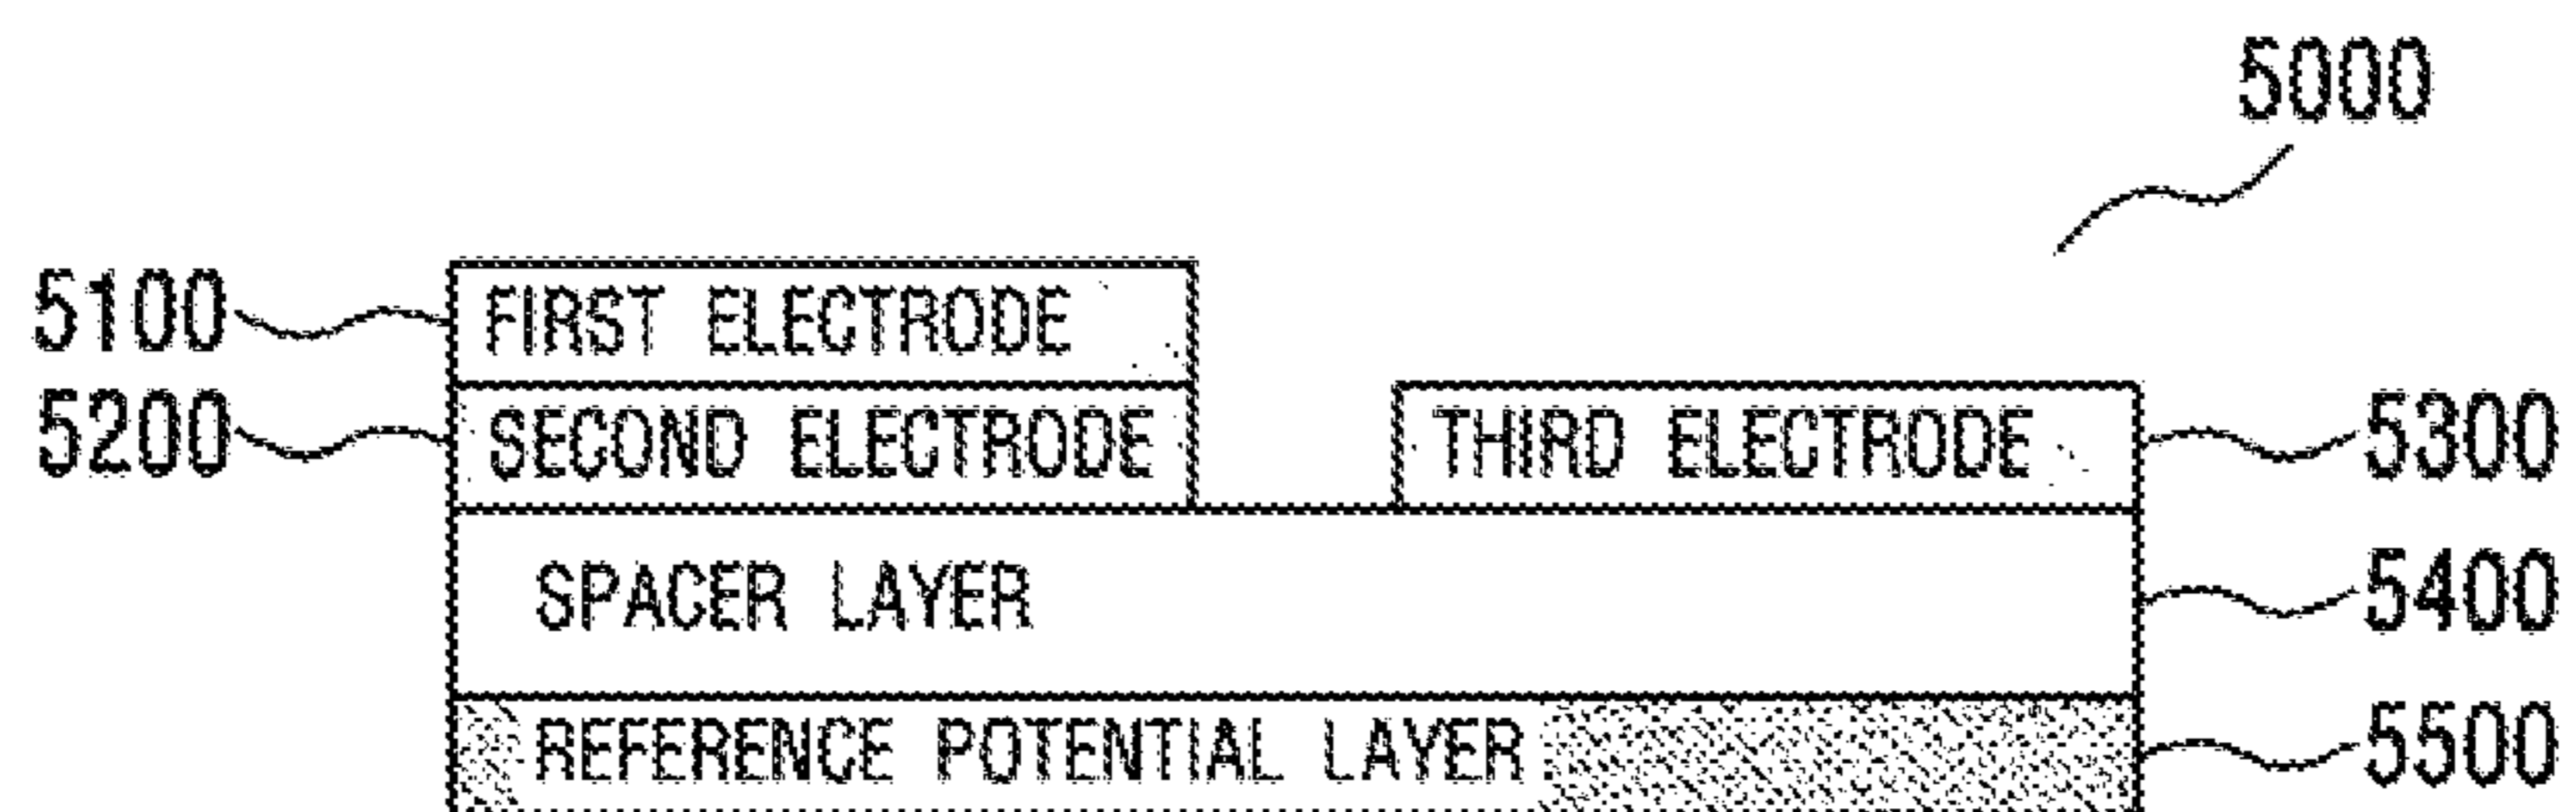 5000
5100 FIRST ELECTRODE
5200 SECOND ELECTRODE THIRD ELECTRODE 5300
SPACER LAYER 5400
REFERENCE POTENTIAL LAYER 5500